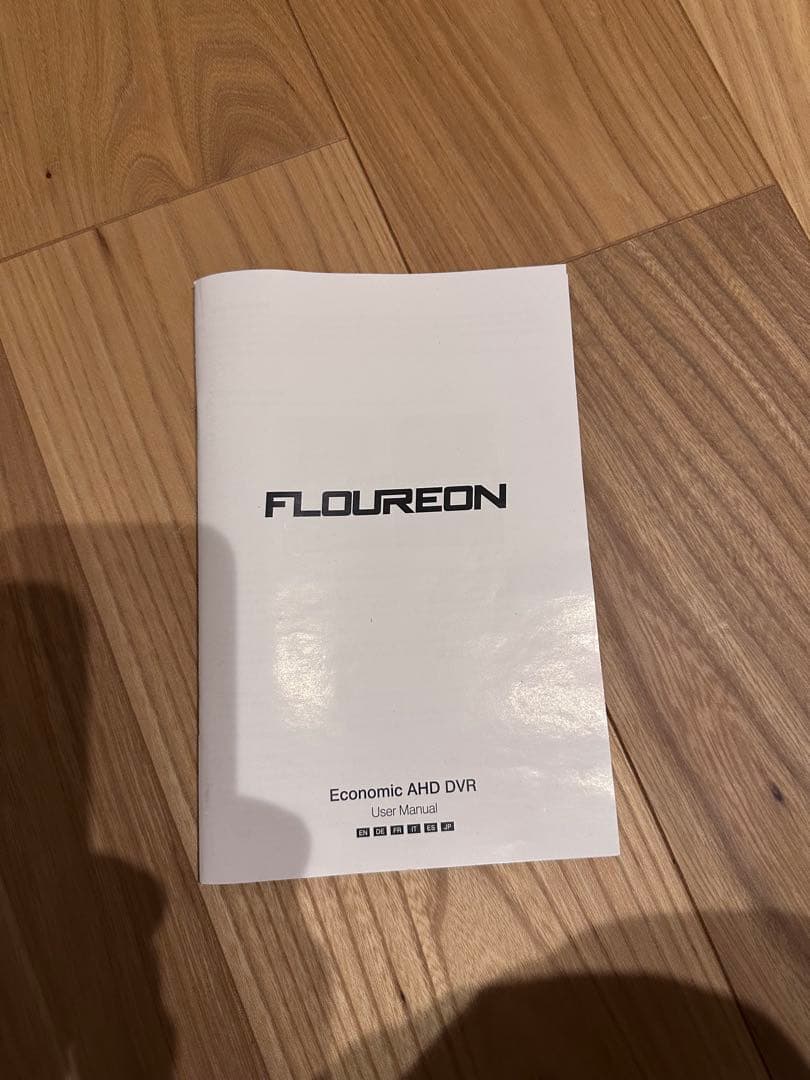 FLOUREON
Economic AHD DVR
User Manual
EN DE FR IT ES JP